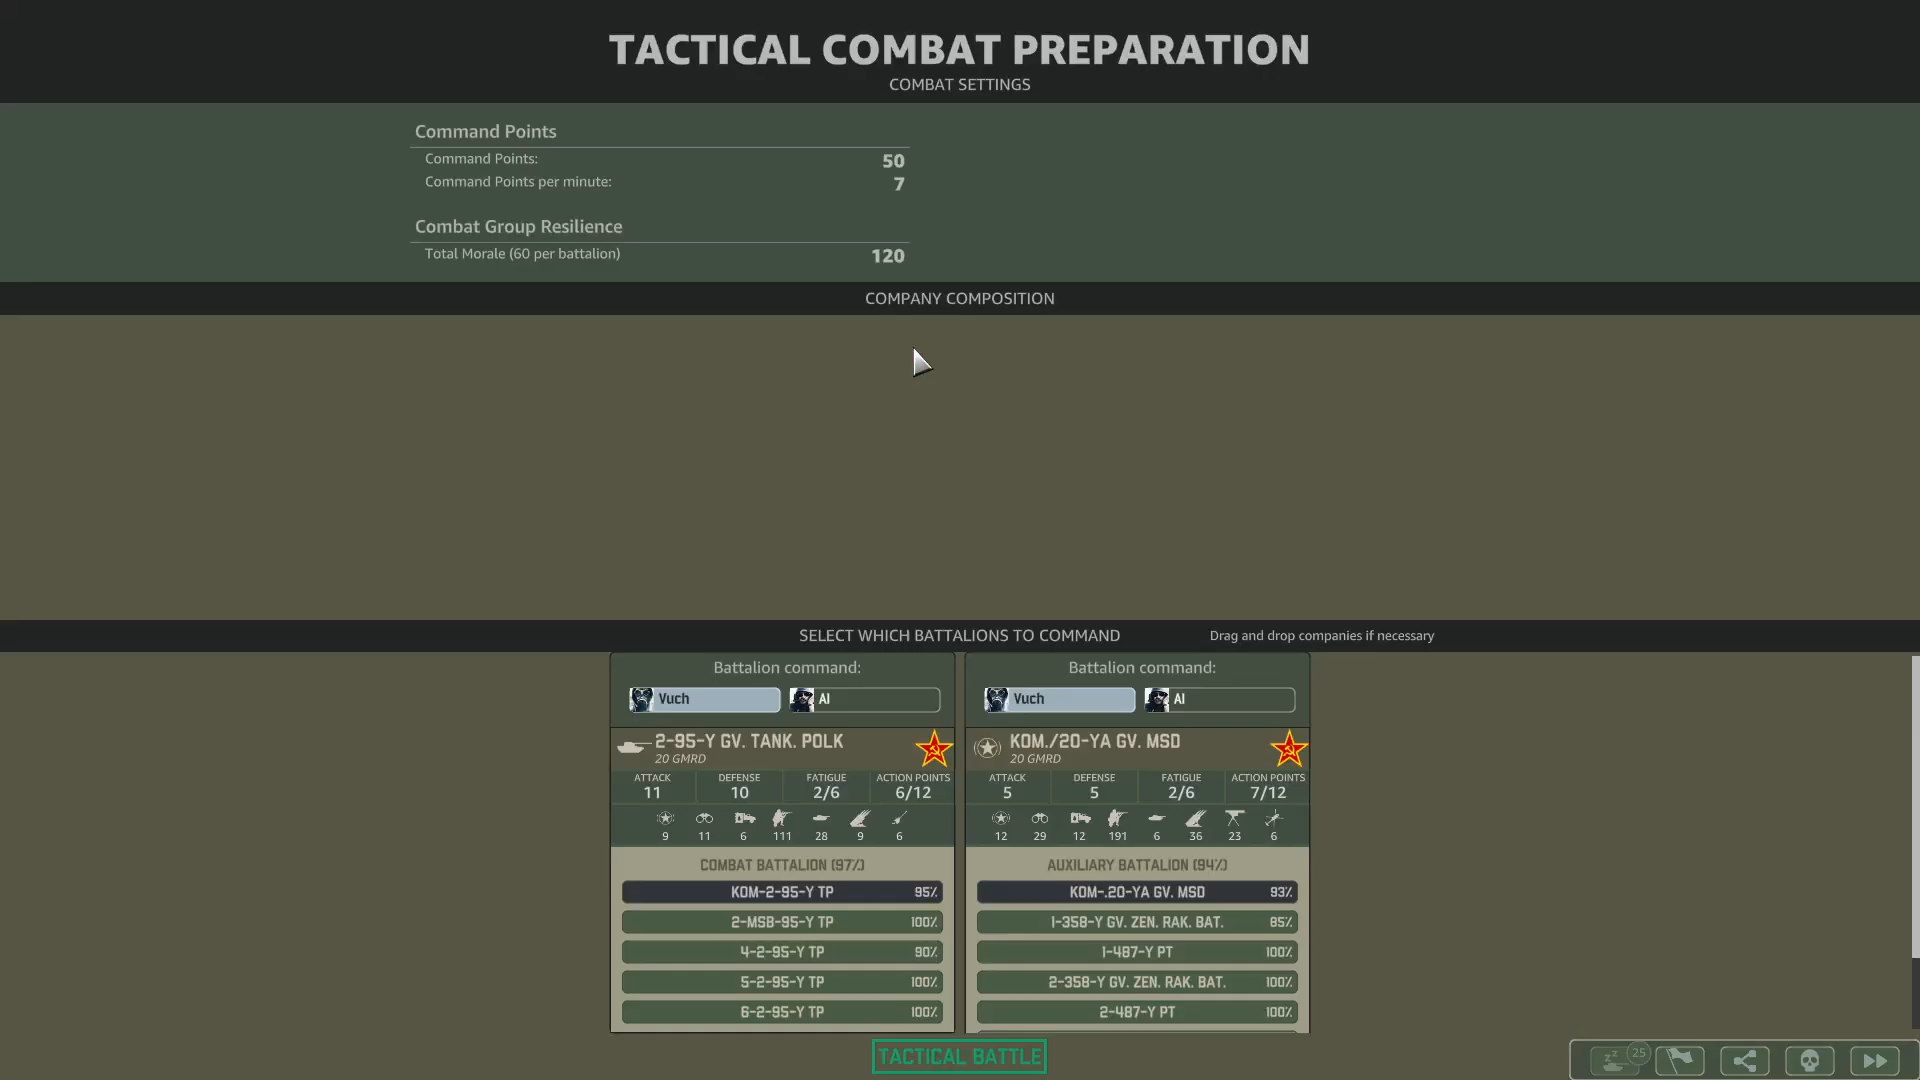 TACTICAL COMBAT PREPARATION
COMBAT SETTINGS
Command Points
Command Points: 50
Command Points per minute: 7
Combat Group Resilience
Total Morale (60 per battalion) 120
COMPANY COMPOSITION
SELECT WHICH BATTALIONS TO COMMAND Drag and drop companies if necessary
Battalion command:
Vuch AI
2-95-Y GV. TANK. POLK
20 GMRD
ATTACK DEFENSE FATIGUE ACTION POINTS
11 10 2/6 6/12
9 11 6 111 28 9 6
COMBAT BATTALION (97%)
KOM-2-95-Y TP 95%
2-MSB-95-Y TP 100%
4-2-95-Y TP 90%
5-2-95-Y TP 100%
6-2-95-Y TP 100%
Battalion command:
Vuch AI
KOM./20-YA GV. MSD
20 GMRD
ATTACK DEFENSE FATIGUE ACTION POINTS
5 5 2/6 7/12
12 29 12 191 6 36 23 6
AUXILIARY BATTALION (94%)
KOM-.20-YA GV. MSD 93%
1-358-Y GV. ZEN. RAK. BAT. 85%
1-487-Y PT 100%
2-358-Y GV. ZEN. RAK. BAT. 100%
2-487-Y PT 100%
TACTICAL BATTLE
zz 25